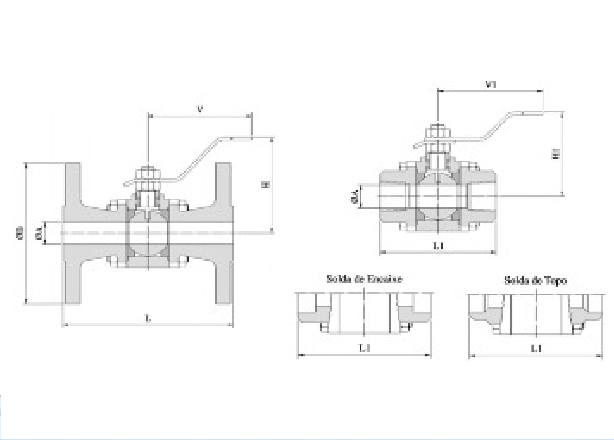 V
H
ØB
ØA
L
V1
H1
ØA
L1
Solda de Encaixe
L1
Solda de Topo
L1